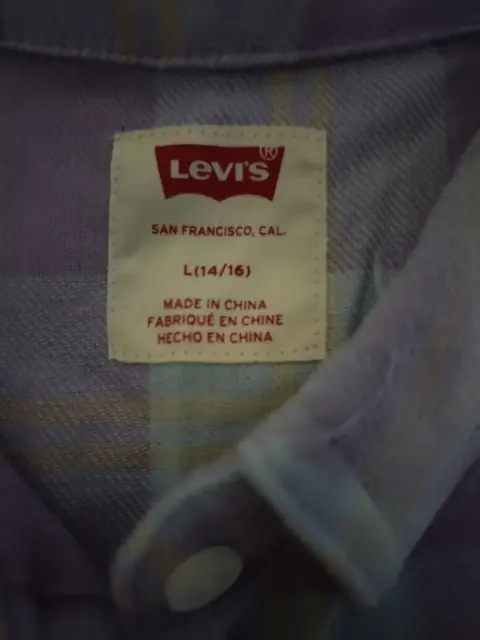 LEVI'S®
SAN FRANCISCO, CAL.
L(14/16)
MADE IN CHINA
FABRIQUÉ EN CHINE
HECHO EN CHINA